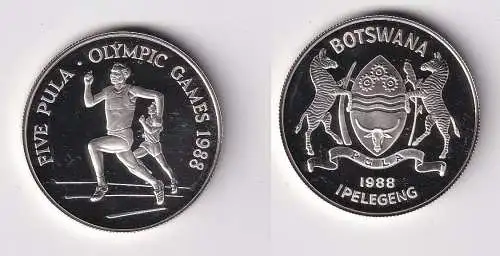 FIVE PULA · OLYMPIC GAMES 1988
BOTSWANA
PULA
1988
IPELEGENG